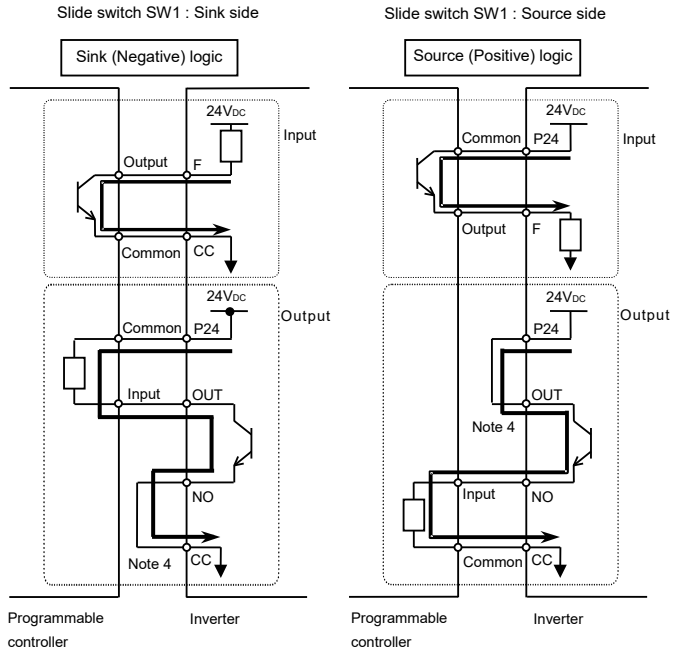 Slide switch SW1 : Sink side
Sink (Negative) logic
24VDC
Input
Output
F
Common
CC
24VDC
Output
Common
P24
Input
OUT
NO
Note 4
CC
Programmable
controller
Inverter
Slide switch SW1 : Source side
Source (Positive) logic
24VDC
Common
P24
Input
Output
F
24VDC
Output
P24
OUT
Note 4
Input
NO
Common
CC
Programmable
controller
Inverter